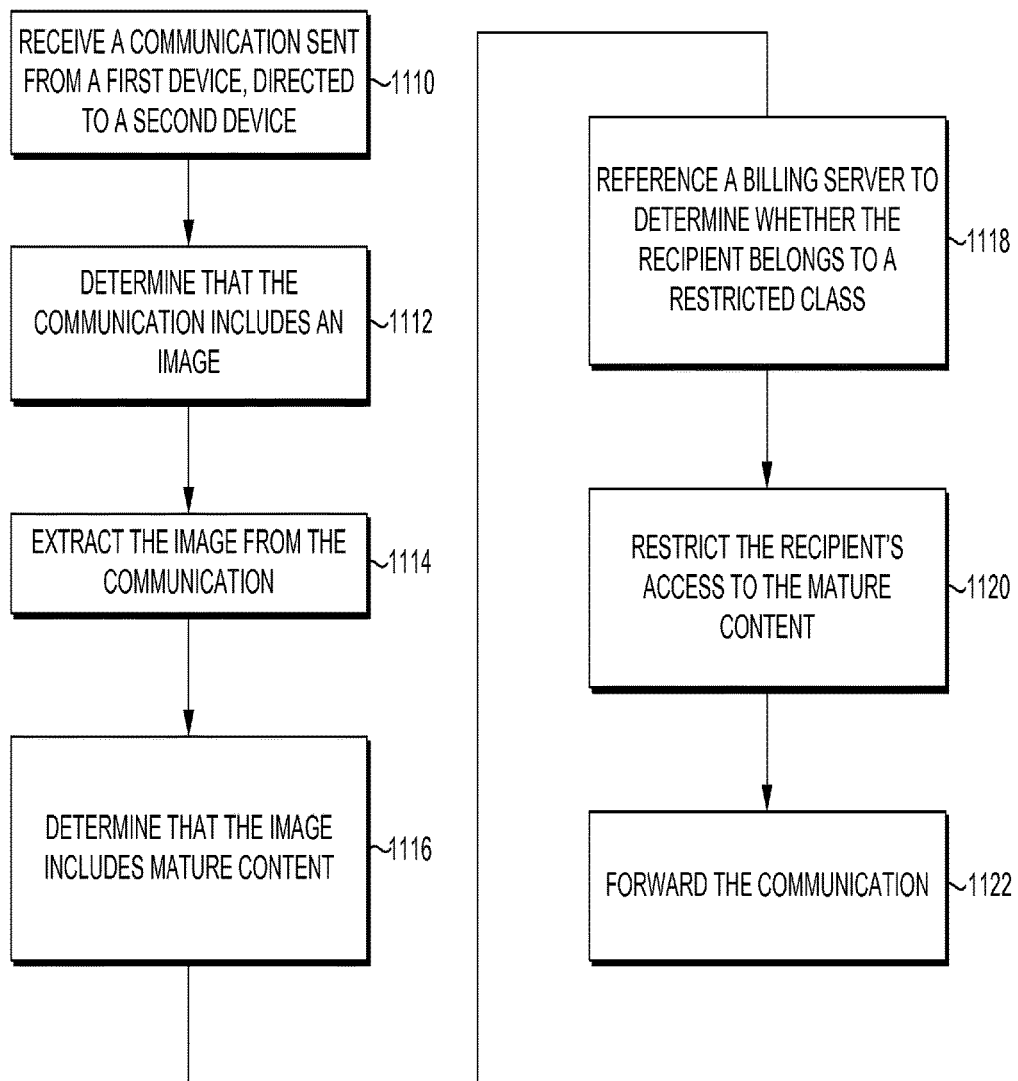 RECEIVE A COMMUNICATION SENT
FROM A FIRST DEVICE, DIRECTED
TO A SECOND DEVICE
1110
DETERMINE THAT THE
COMMUNICATION INCLUDES AN
IMAGE
1112
EXTRACT THE IMAGE FROM THE
COMMUNICATION
1114
DETERMINE THAT THE IMAGE
INCLUDES MATURE CONTENT
1116
REFERENCE A BILLING SERVER TO
DETERMINE WHETHER THE
RECIPIENT BELONGS TO A
RESTRICTED CLASS
1118
RESTRICT THE RECIPIENT'S
ACCESS TO THE MATURE
CONTENT
1120
FORWARD THE COMMUNICATION
1122